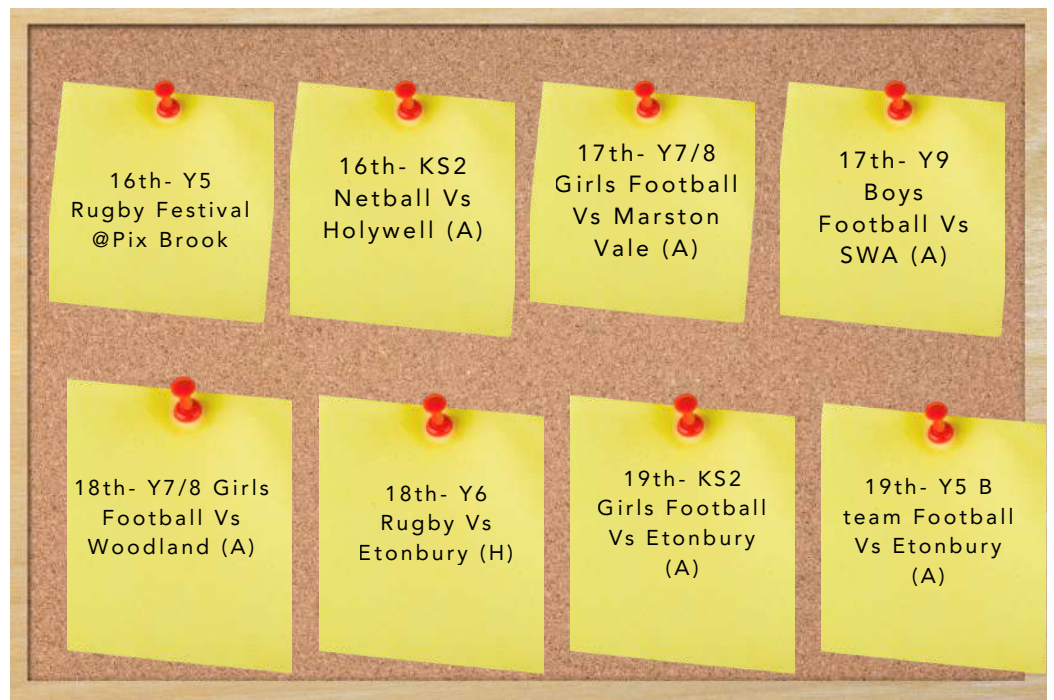 16th- Y5
Rugby Festival
@Pix Brook
16th- KS2
Netball Vs
Holywell (A)
17th- Y7/8
Girls Football
Vs Marston
Vale (A)
17th- Y9
Boys
Football Vs
SWA (A)
18th- Y7/8 Girls
Football Vs
Woodland (A)
18th- Y6
Rugby Vs
Etonbury (H)
19th- KS2
Girls Football
Vs Etonbury
(A)
19th- Y5 B
team Football
Vs Etonbury
(A)